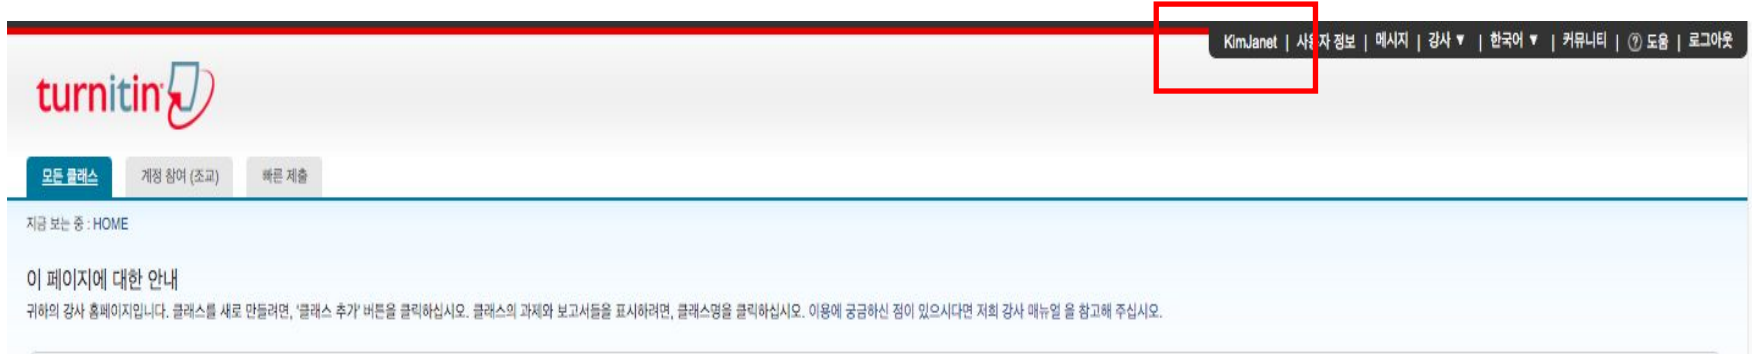 KimJanet | 사용자 정보 | 메시지 | 강사 ▼ | 한국어 ▼ | 커뮤니티 | ? 도움 | 로그아웃
turnitin
모든 클래스 계정 참여 (조교) 빠른 제출
지금 보는 중 : HOME
이 페이지에 대한 안내
귀하의 강사 홈페이지입니다. 클래스를 새로 만들려면, '클래스 추가' 버튼을 클릭하십시오. 클래스의 과제와 보고서들을 표시하려면, 클래스명을 클릭하십시오. 이용에 궁금하신 점이 있으시다면 저희 강사 매뉴얼 을 참고해 주십시오.